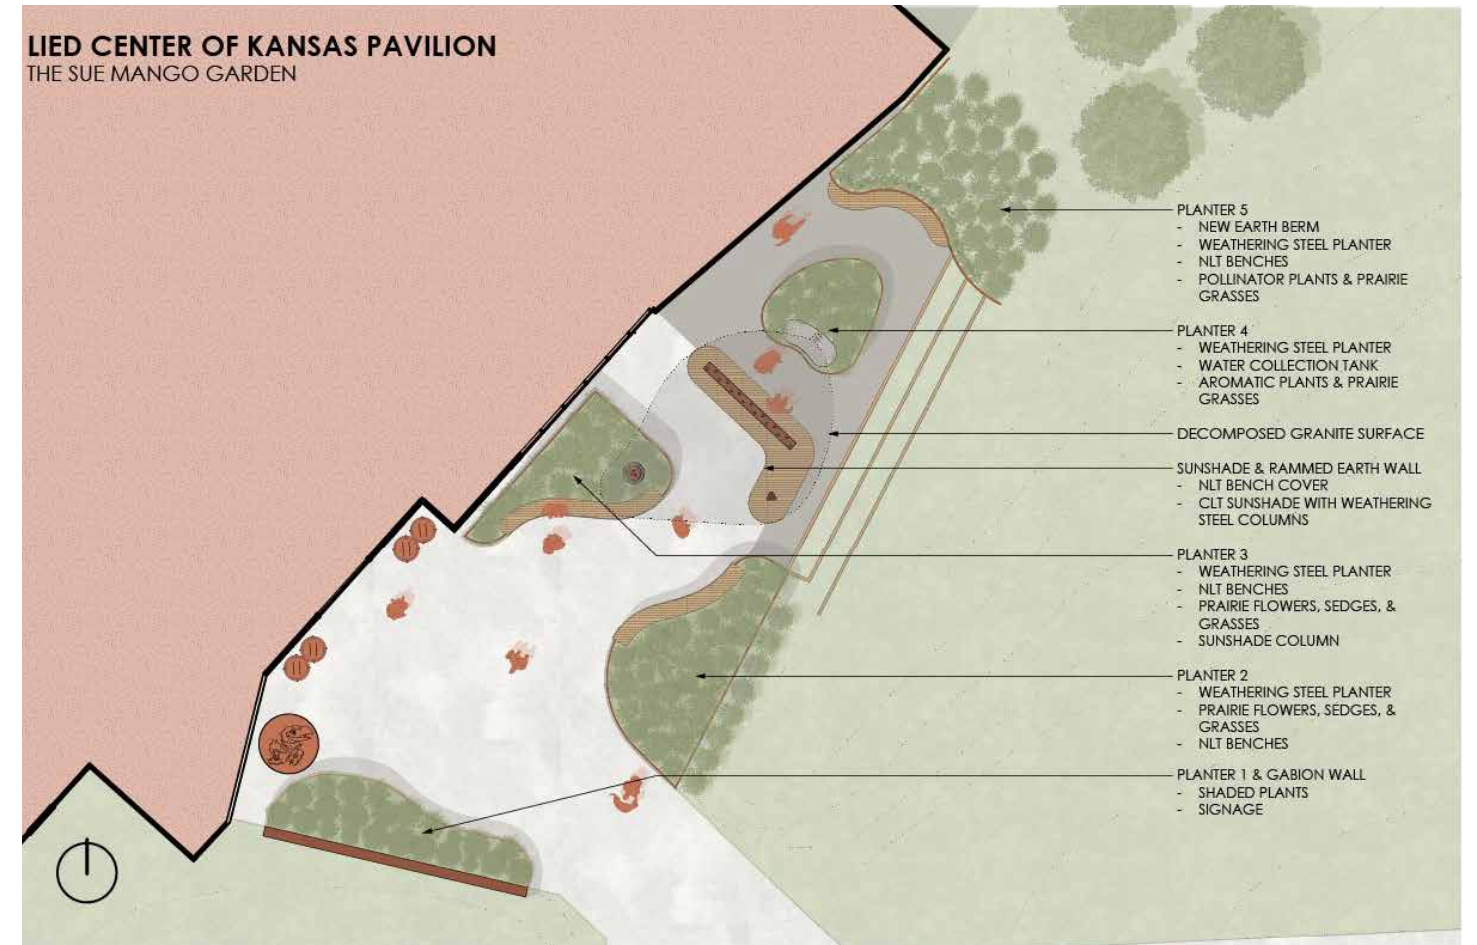 LIED CENTER OF KANSAS PAVILION
THE SUE MANGO GARDEN
PLANTER 5
- NEW EARTH BERM
- WEATHERING STEEL PLANTER
- NLT BENCHES
- POLLINATOR PLANTS & PRAIRIE
GRASSES
PLANTER 4
- WEATHERING STEEL PLANTER
- WATER COLLECTION TANK
- AROMATIC PLANTS & PRAIRIE
GRASSES
DECOMPOSED GRANITE SURFACE
SUNSHADE & RAMMED EARTH WALL
- NLT BENCH COVER
- CLT SUNSHADE WITH WEATHERING
STEEL COLUMNS
PLANTER 3
- WEATHERING STEEL PLANTER
- NLT BENCHES
- PRAIRIE FLOWERS, SEDGES, &
GRASSES
- SUNSHADE COLUMN
PLANTER 2
- WEATHERING STEEL PLANTER
- PRAIRIE FLOWERS, SEDGES, &
GRASSES
- NLT BENCHES
PLANTER 1 & GABION WALL
- SHADED PLANTS
- SIGNAGE